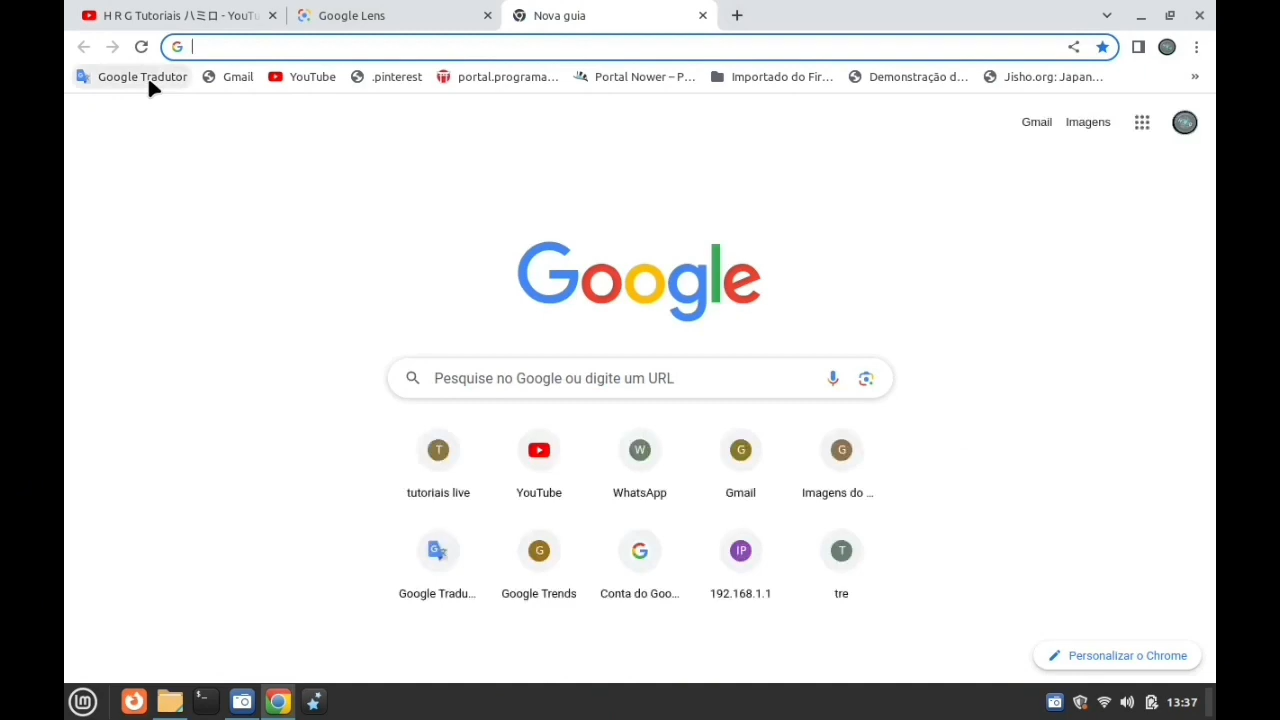 H R G Tutoriais ハミロ - YouTu
Google Lens
Nova guia
Google Tradutor
Gmail
YouTube
.pinterest
portal.programa...
Portal Nower – P...
Importado do Fir...
Demonstração d...
Jisho.org: Japan...
»
Gmail
Imagens
Google
Pesquise no Google ou digite um URL
T
W
G
G
tutoriais live
YouTube
WhatsApp
Gmail
Imagens do ...
G
IP
T
Google Tradu...
Google Trends
Conta do Goo...
192.168.1.1
tre
Personalizar o Chrome
13:37